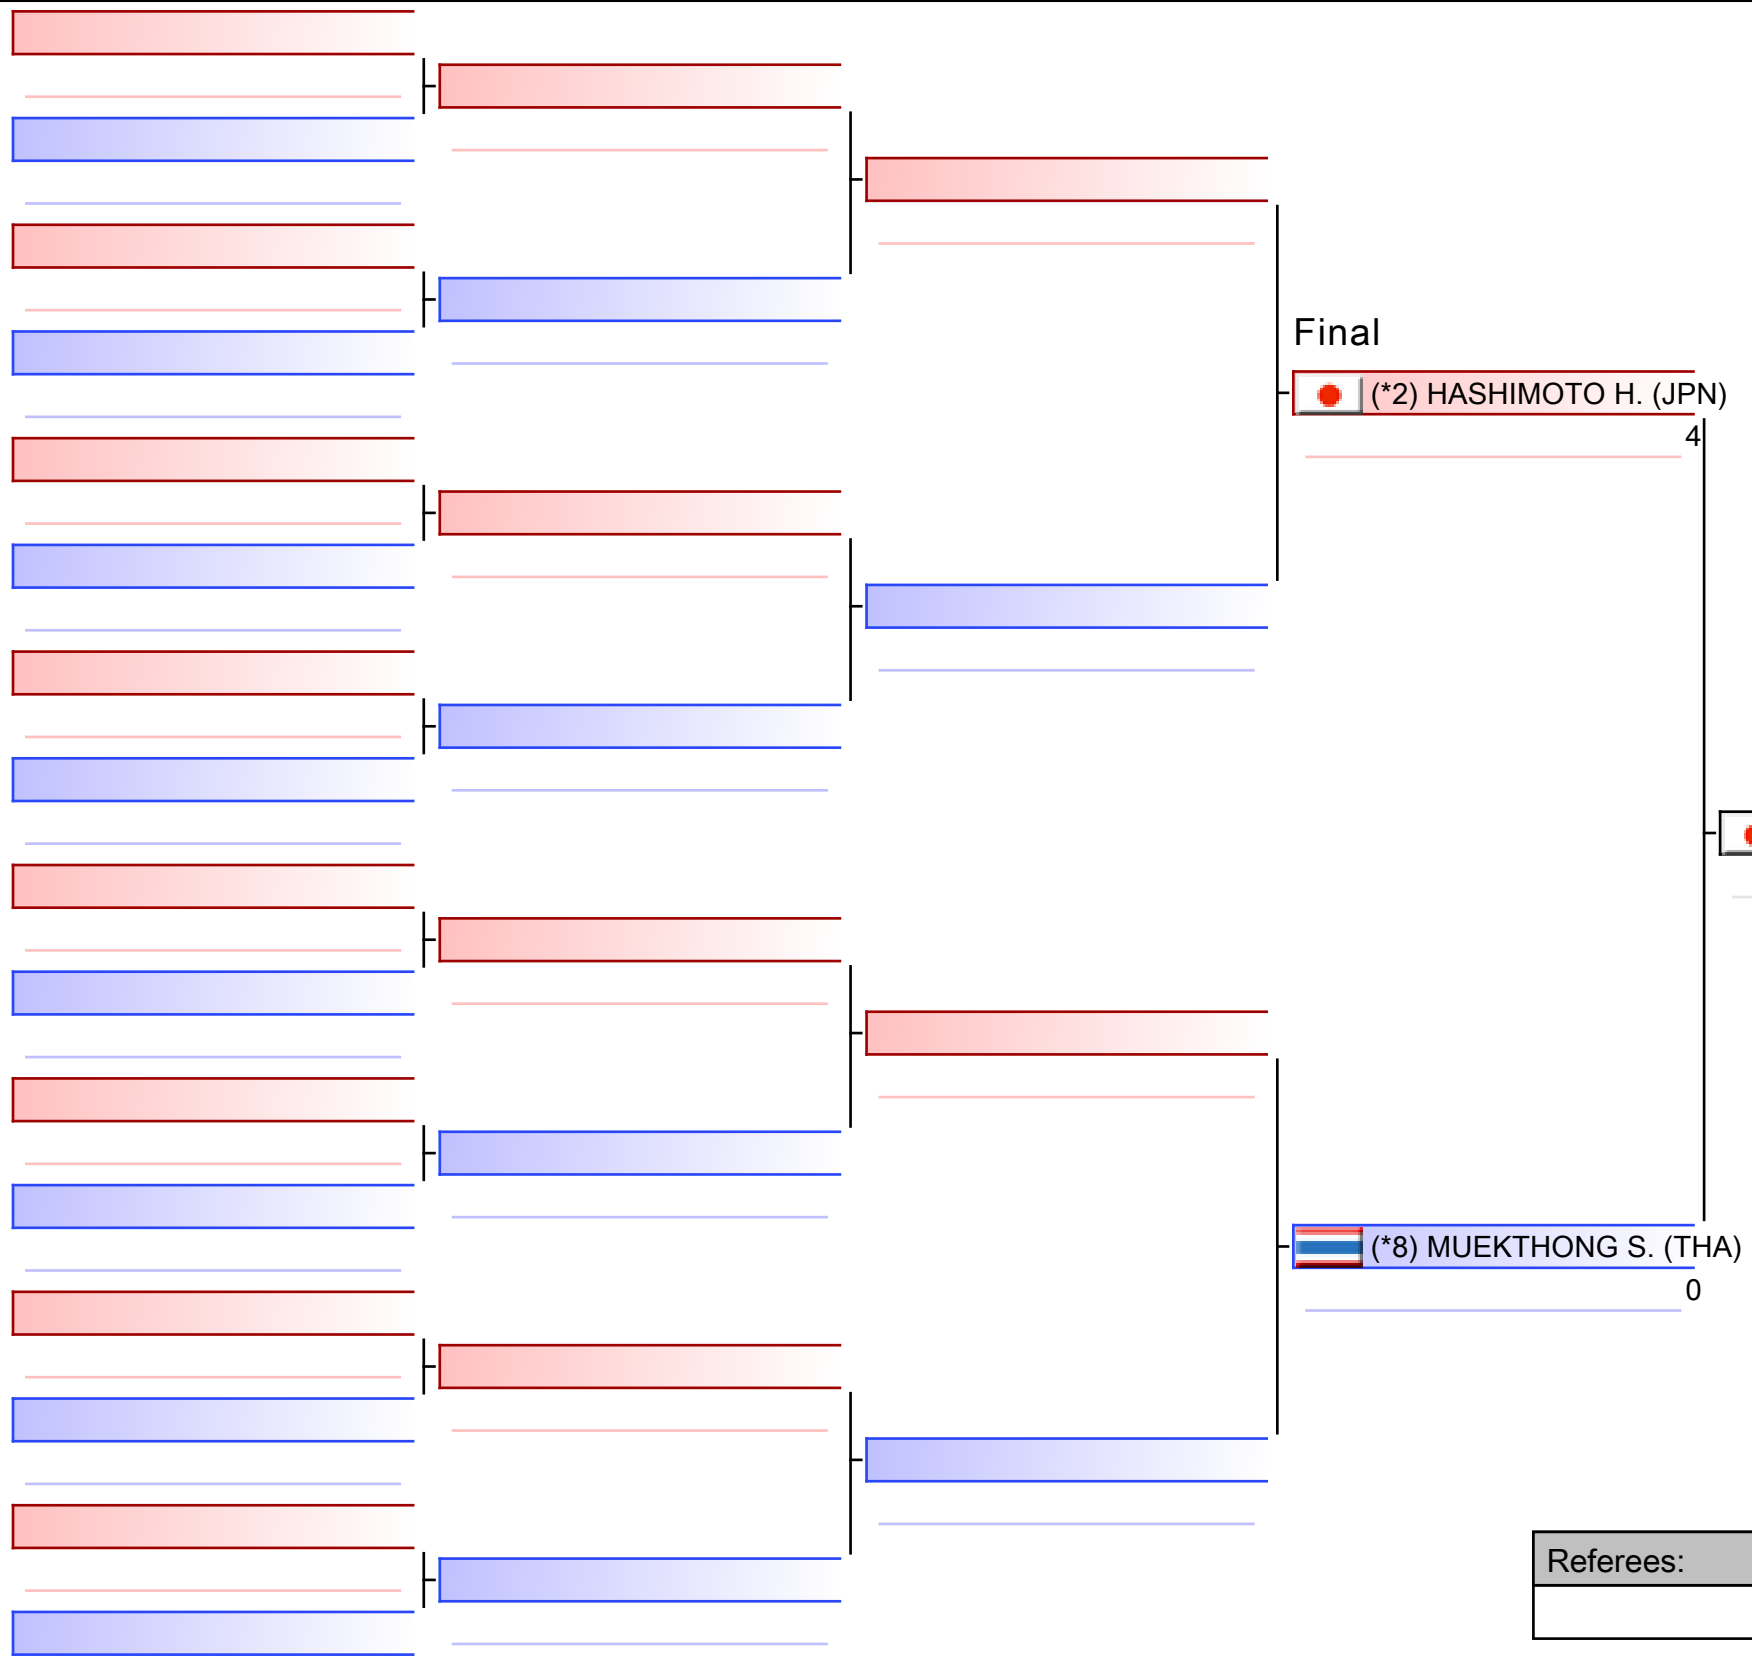 Final
(*2) HASHIMOTO H. (JPN)
4
(*8) MUEKTHONG S. (THA)
0
Referees: